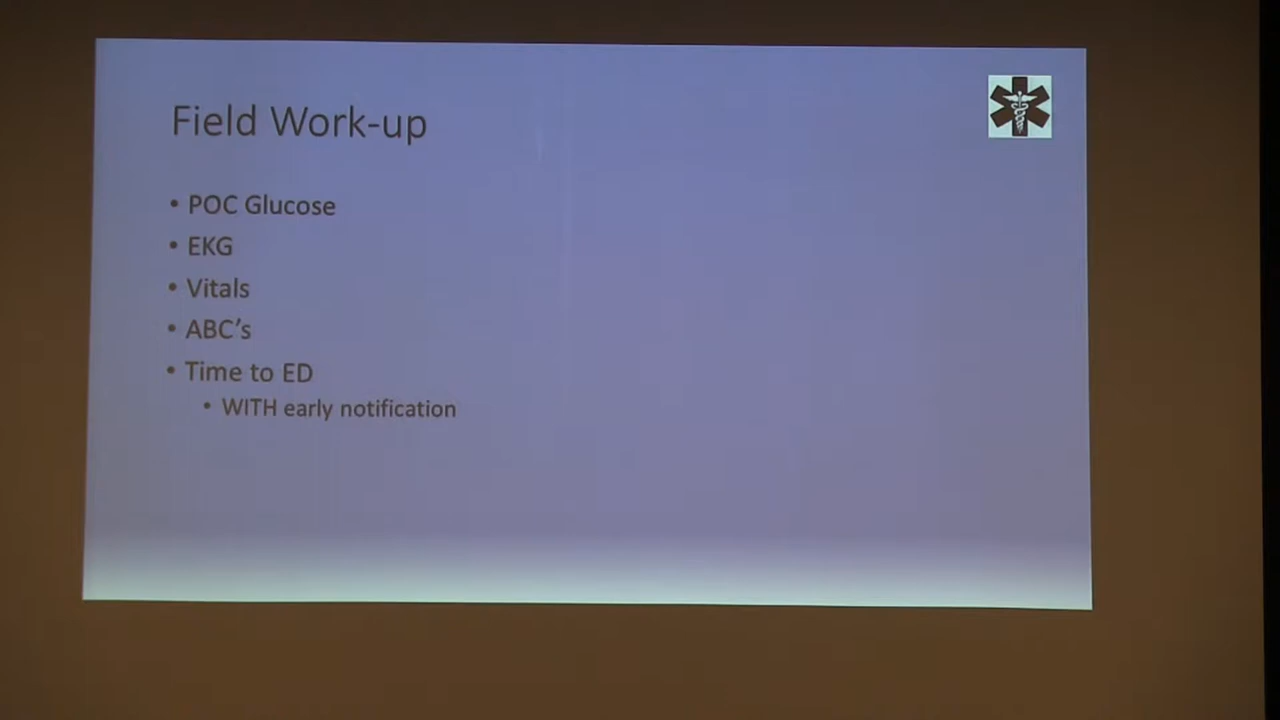 Field Work-up
• POC Glucose
• EKG
• Vitals
• ABC's
• Time to ED
• WITH early notification